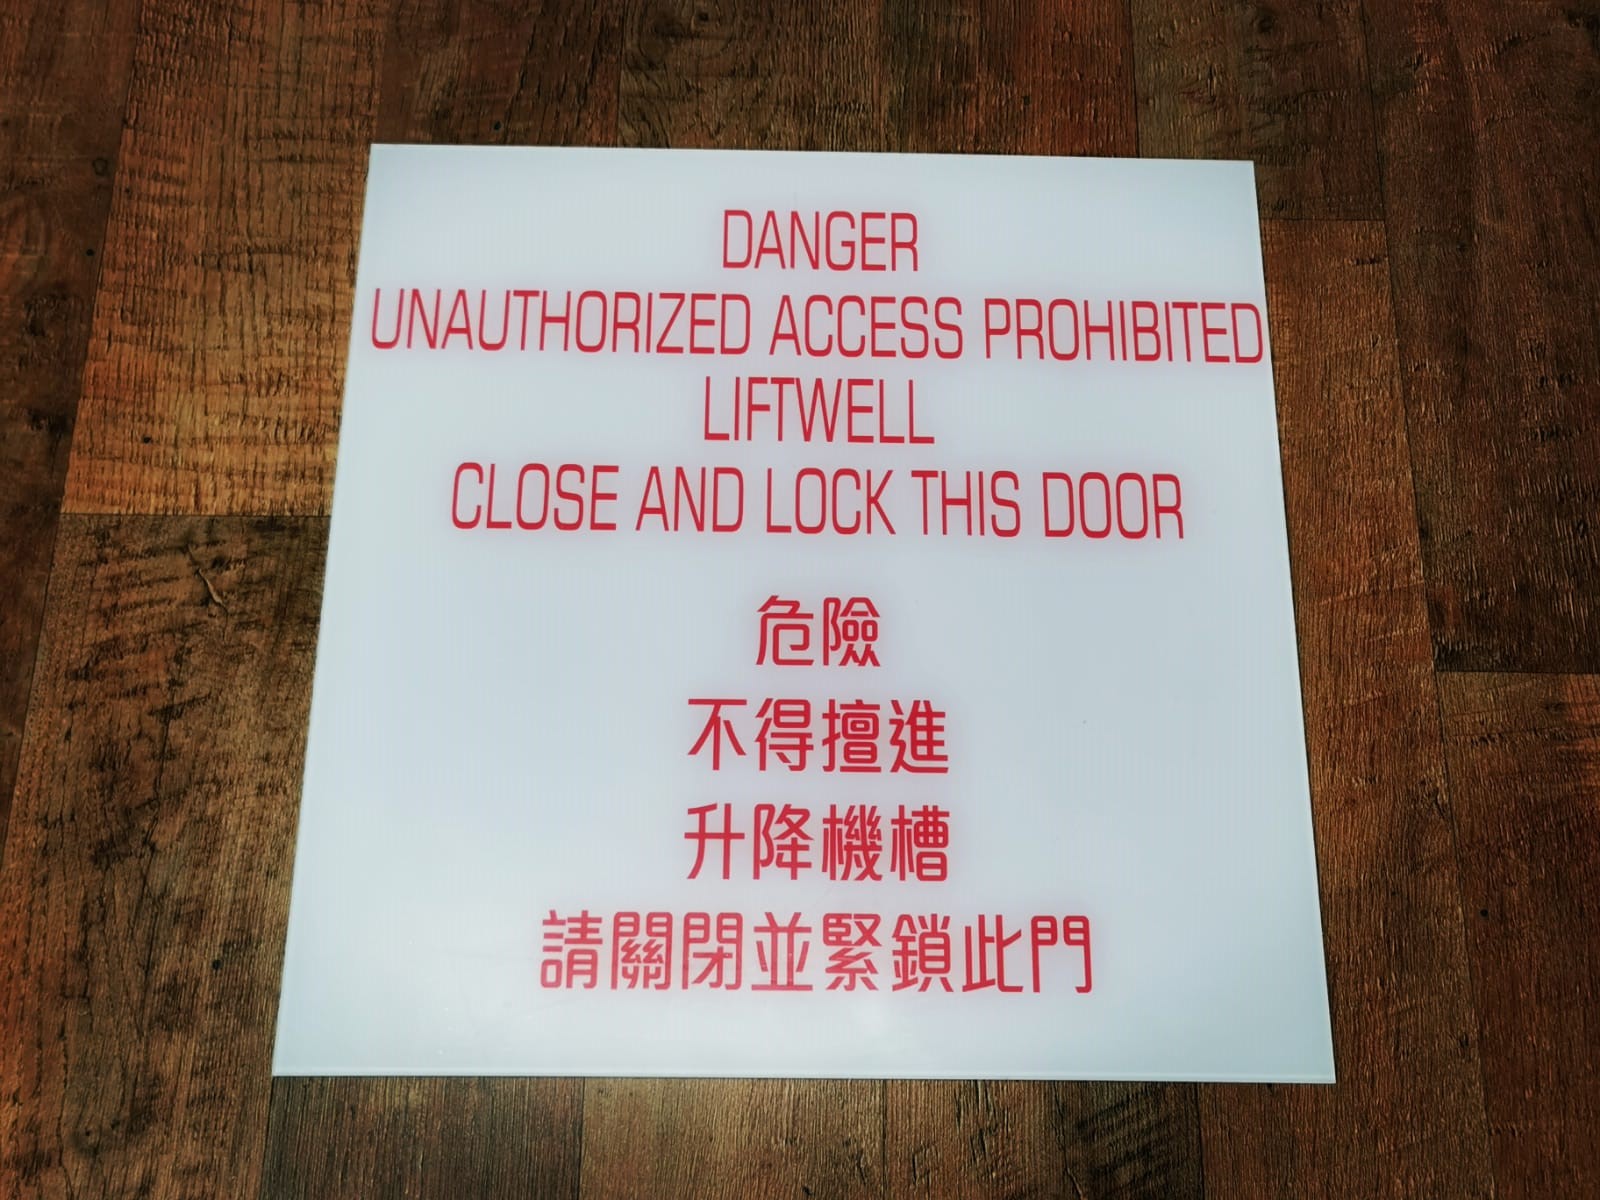 DANGER
UNAUTHORIZED ACCESS PROHIBITED
LIFTWELL
CLOSE AND LOCK THIS DOOR
危險
不得擅進
升降機槽
請關閉並緊鎖此門